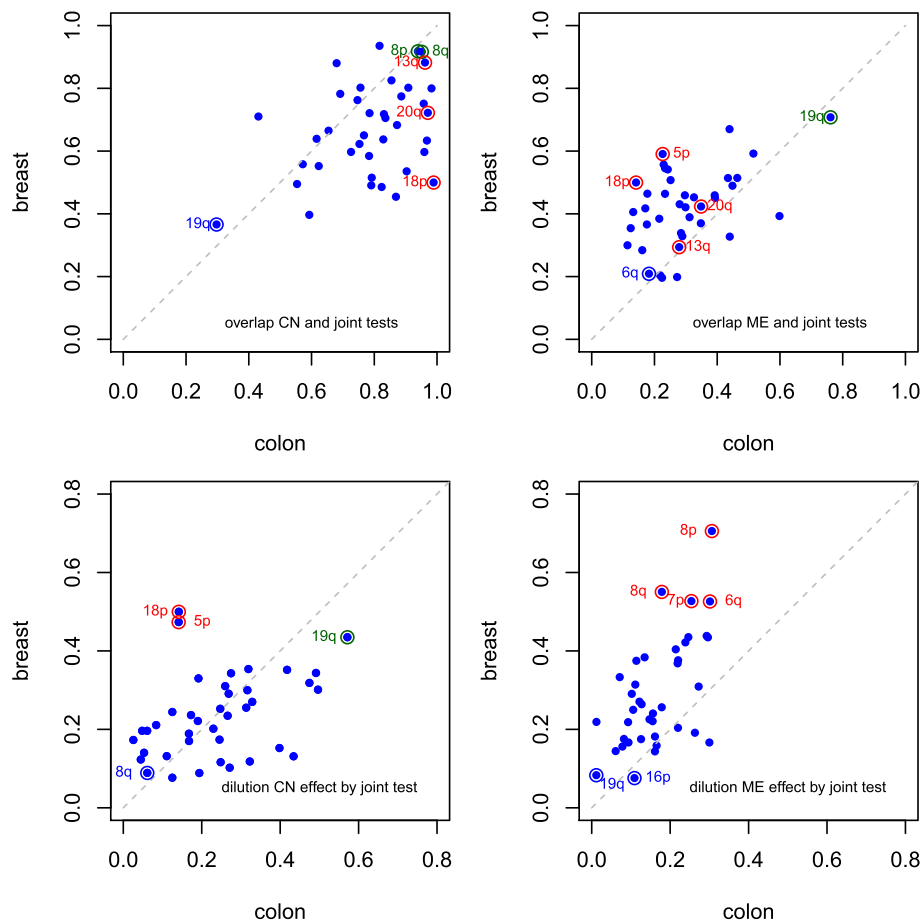 1.0
0.8
0.6
0.4
0.2
0.0
breast
8p 8q
13q
20q
18p
19q
overlap CN and joint tests
0.0 0.2 0.4 0.6 0.8 1.0
colon
1.0
0.8
0.6
0.4
0.2
0.0
breast
19q
5p
18p
20q
13q
6q
overlap ME and joint tests
0.0 0.2 0.4 0.6 0.8 1.0
colon
0.8
0.6
0.4
0.2
0.0
breast
18p
5p
19q
8q
dilution CN effect by joint test
0.0 0.2 0.4 0.6 0.8
colon
0.8
0.6
0.4
0.2
0.0
breast
8p
8q
7p 6q
19q 16p
dilution ME effect by joint test
0.0 0.2 0.4 0.6 0.8
colon